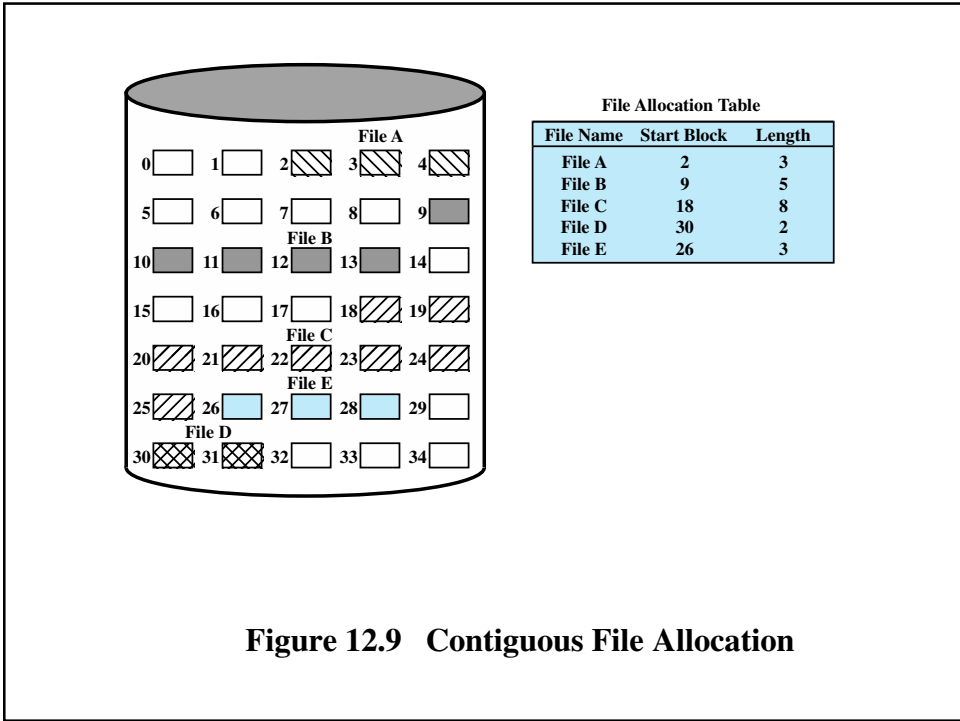 File Allocation Table
File Name Start Block Length
File A 2 3
File B 9 5
File C 18 8
File D 30 2
File E 26 3
File A
0 1 2 3 4
5 6 7 8 9
File B
10 11 12 13 14
15 16 17 18 19
File C
20 21 22 23 24
File E
25 26 27 28 29
File D
30 31 32 33 34
Figure 12.9 Contiguous File Allocation